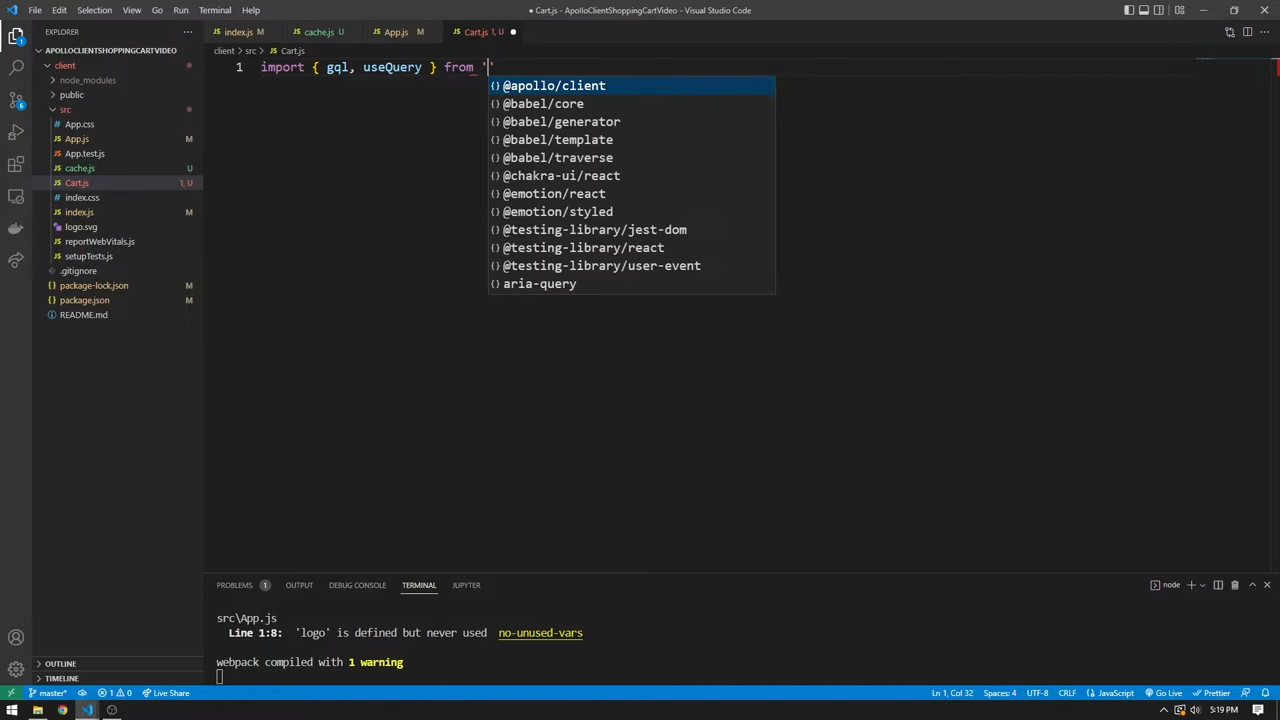 File Edit Selection View Go Run Terminal Help
● Cart.js - ApolloClientShoppingCartVideo - Visual Studio Code
EXPLORER
index.js M
cache.js U
App.js M
Cart.js 1, U
APOLLOCLIENTSHOPPINGCARTVIDEO
client
node_modules
public
src
App.css
App.js M
App.test.js
cache.js U
Cart.js 1, U
index.css
index.js M
logo.svg
reportWebVitals.js
setupTests.js
.gitignore
package-lock.json M
package.json M
README.md
OUTLINE
TIMELINE
client > src > Cart.js
1 import { gql, useQuery } from ''
@apollo/client
@babel/core
@babel/generator
@babel/template
@babel/traverse
@chakra-ui/react
@emotion/react
@emotion/styled
@testing-library/jest-dom
@testing-library/react
@testing-library/user-event
aria-query
PROBLEMS 1 OUTPUT DEBUG CONSOLE TERMINAL JUPYTER
node
src\App.js
Line 1:8: 'logo' is defined but never used no-unused-vars
webpack compiled with 1 warning
master* 1 0 Live Share
Ln 1, Col 32 Spaces: 4 UTF-8 CRLF JavaScript Go Live Prettier
5:19 PM